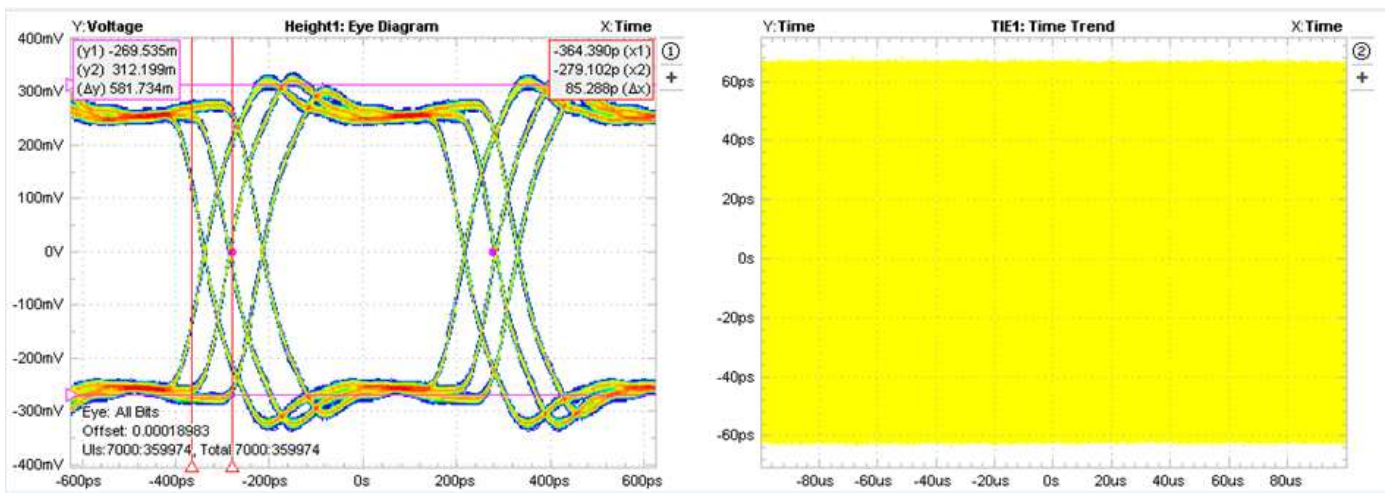 Y:Voltage Height1: Eye Diagram X:Time
400mV
(y1) -269.535m
(y2) 312.199m
(Δy) 581.734m
-364.390p (x1)
-279.102p (x2)
85.288p (Δx)
①
+
300mV
200mV
100mV
0V
-100mV
-200mV
-300mV
-400mV
Eye: All Bits
Offset: 0.00018983
UIs:7000:359974, Total 7000:359974
-600ps -400ps -200ps 0s 200ps 400ps 600ps
Y:Time TIE1: Time Trend X:Time
②
+
60ps
40ps
20ps
0s
-20ps
-40ps
-60ps
-80us -60us -40us -20us 0s 20us 40us 60us 80us